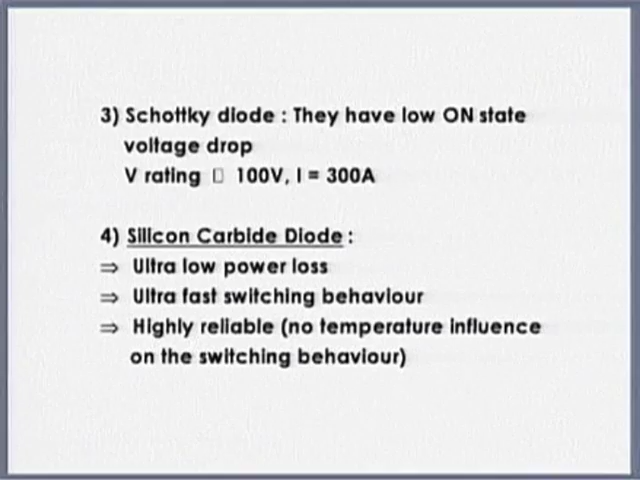 3) Schottky diode : They have low ON state
voltage drop
V rating ▯ 100V, I = 300A
4) Silicon Carbide Diode :
⇒ Ultra low power loss
⇒ Ultra fast switching behaviour
⇒ Highly reliable (no temperature influence
on the switching behaviour)